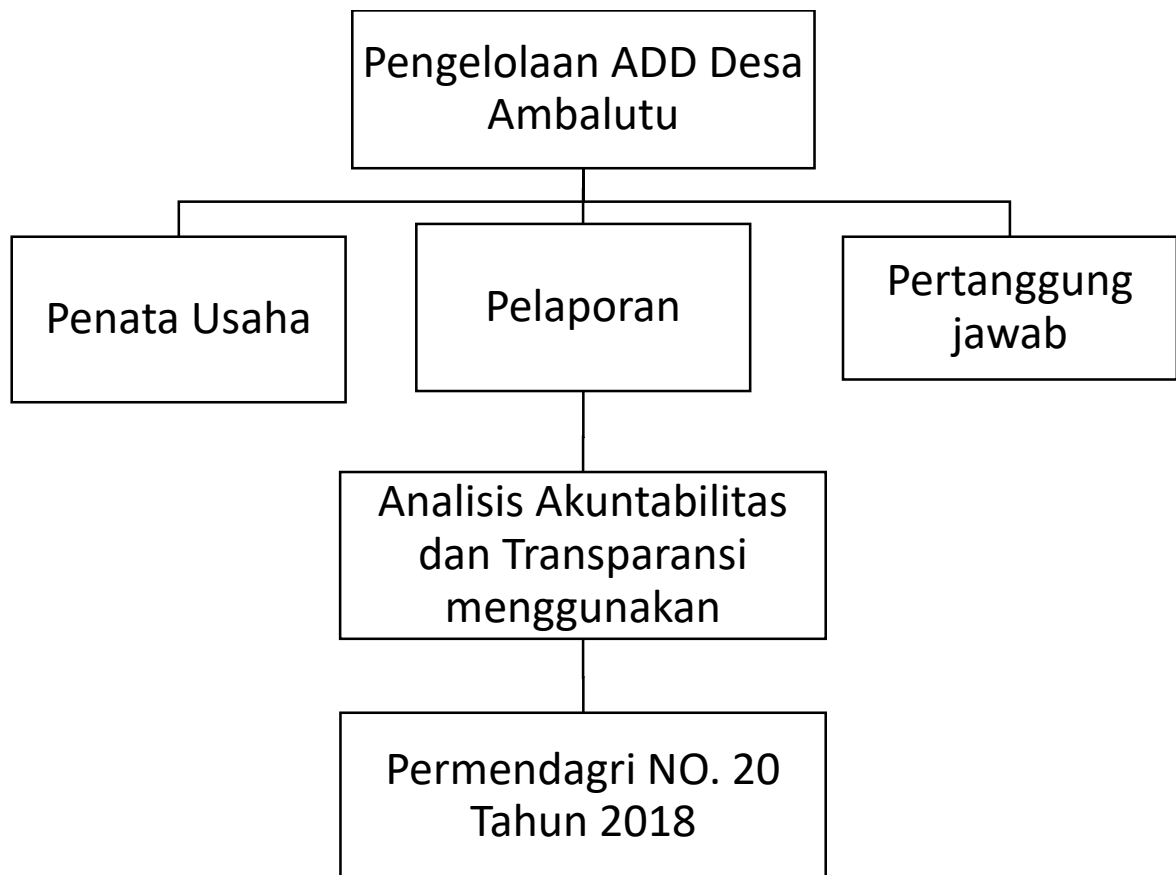 Pengelolaan ADD Desa
Ambalutu
Penata Usaha
Pelaporan
Pertanggung
jawab
Analisis Akuntabilitas
dan Transparansi
menggunakan
Permendagri NO. 20
Tahun 2018